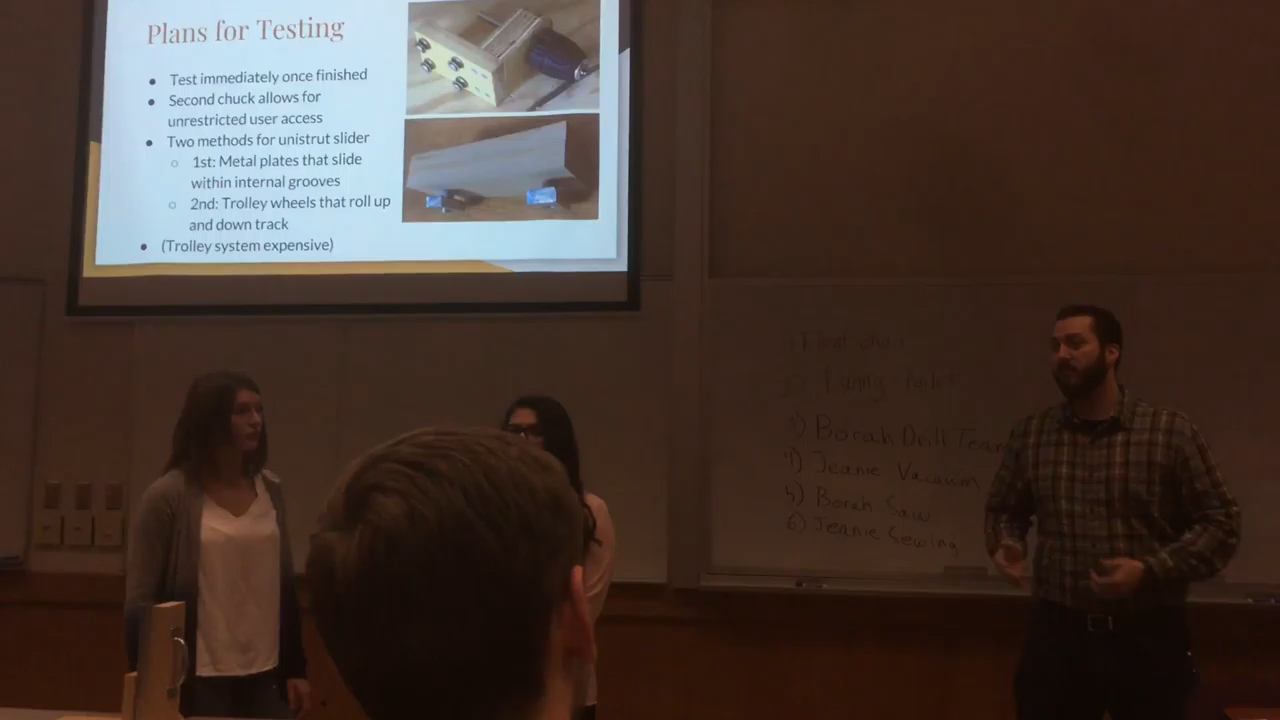 Plans for Testing
● Test immediately once finished
● Second chuck allows for
unrestricted user access
● Two methods for unistrut slider
○ 1st: Metal plates that slide
within internal grooves
○ 2nd: Trolley wheels that roll up
and down track
● (Trolley system expensive)
3) Borah Drill Team
4) Jeanie Vacuum
5) Borah Saw
6) Jeanie Sewing